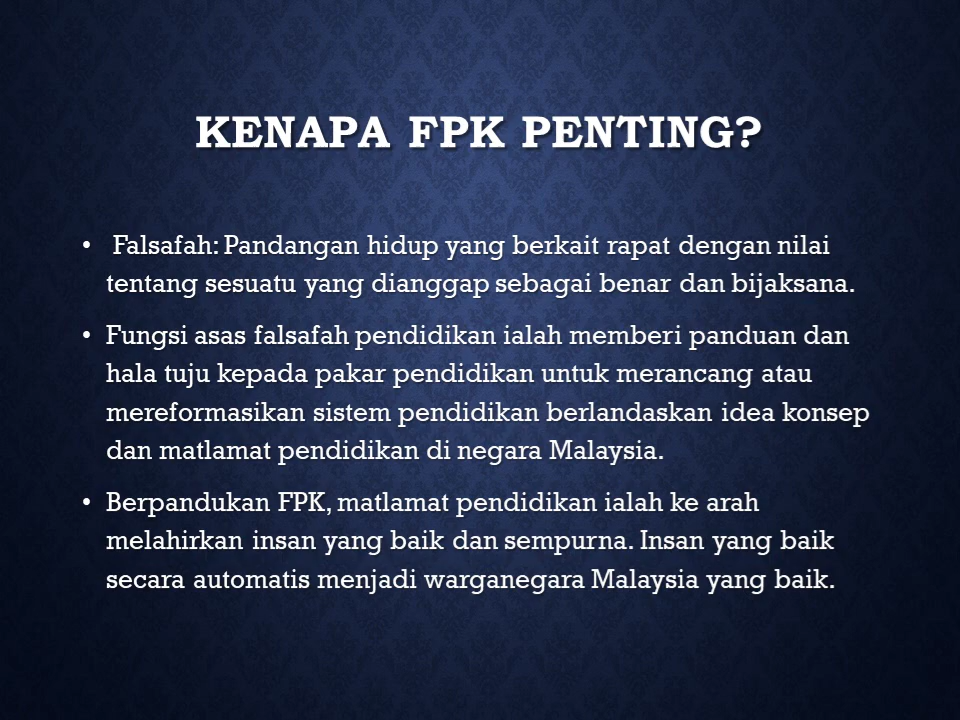 KENAPA FPK PENTING?
• Falsafah: Pandangan hidup yang berkait rapat dengan nilai
tentang sesuatu yang dianggap sebagai benar dan bijaksana.
• Fungsi asas falsafah pendidikan ialah memberi panduan dan
hala tuju kepada pakar pendidikan untuk merancang atau
mereformasikan sistem pendidikan berlandaskan idea konsep
dan matlamat pendidikan di negara Malaysia.
• Berpandukan FPK, matlamat pendidikan ialah ke arah
melahirkan insan yang baik dan sempurna. Insan yang baik
secara automatis menjadi warganegara Malaysia yang baik.